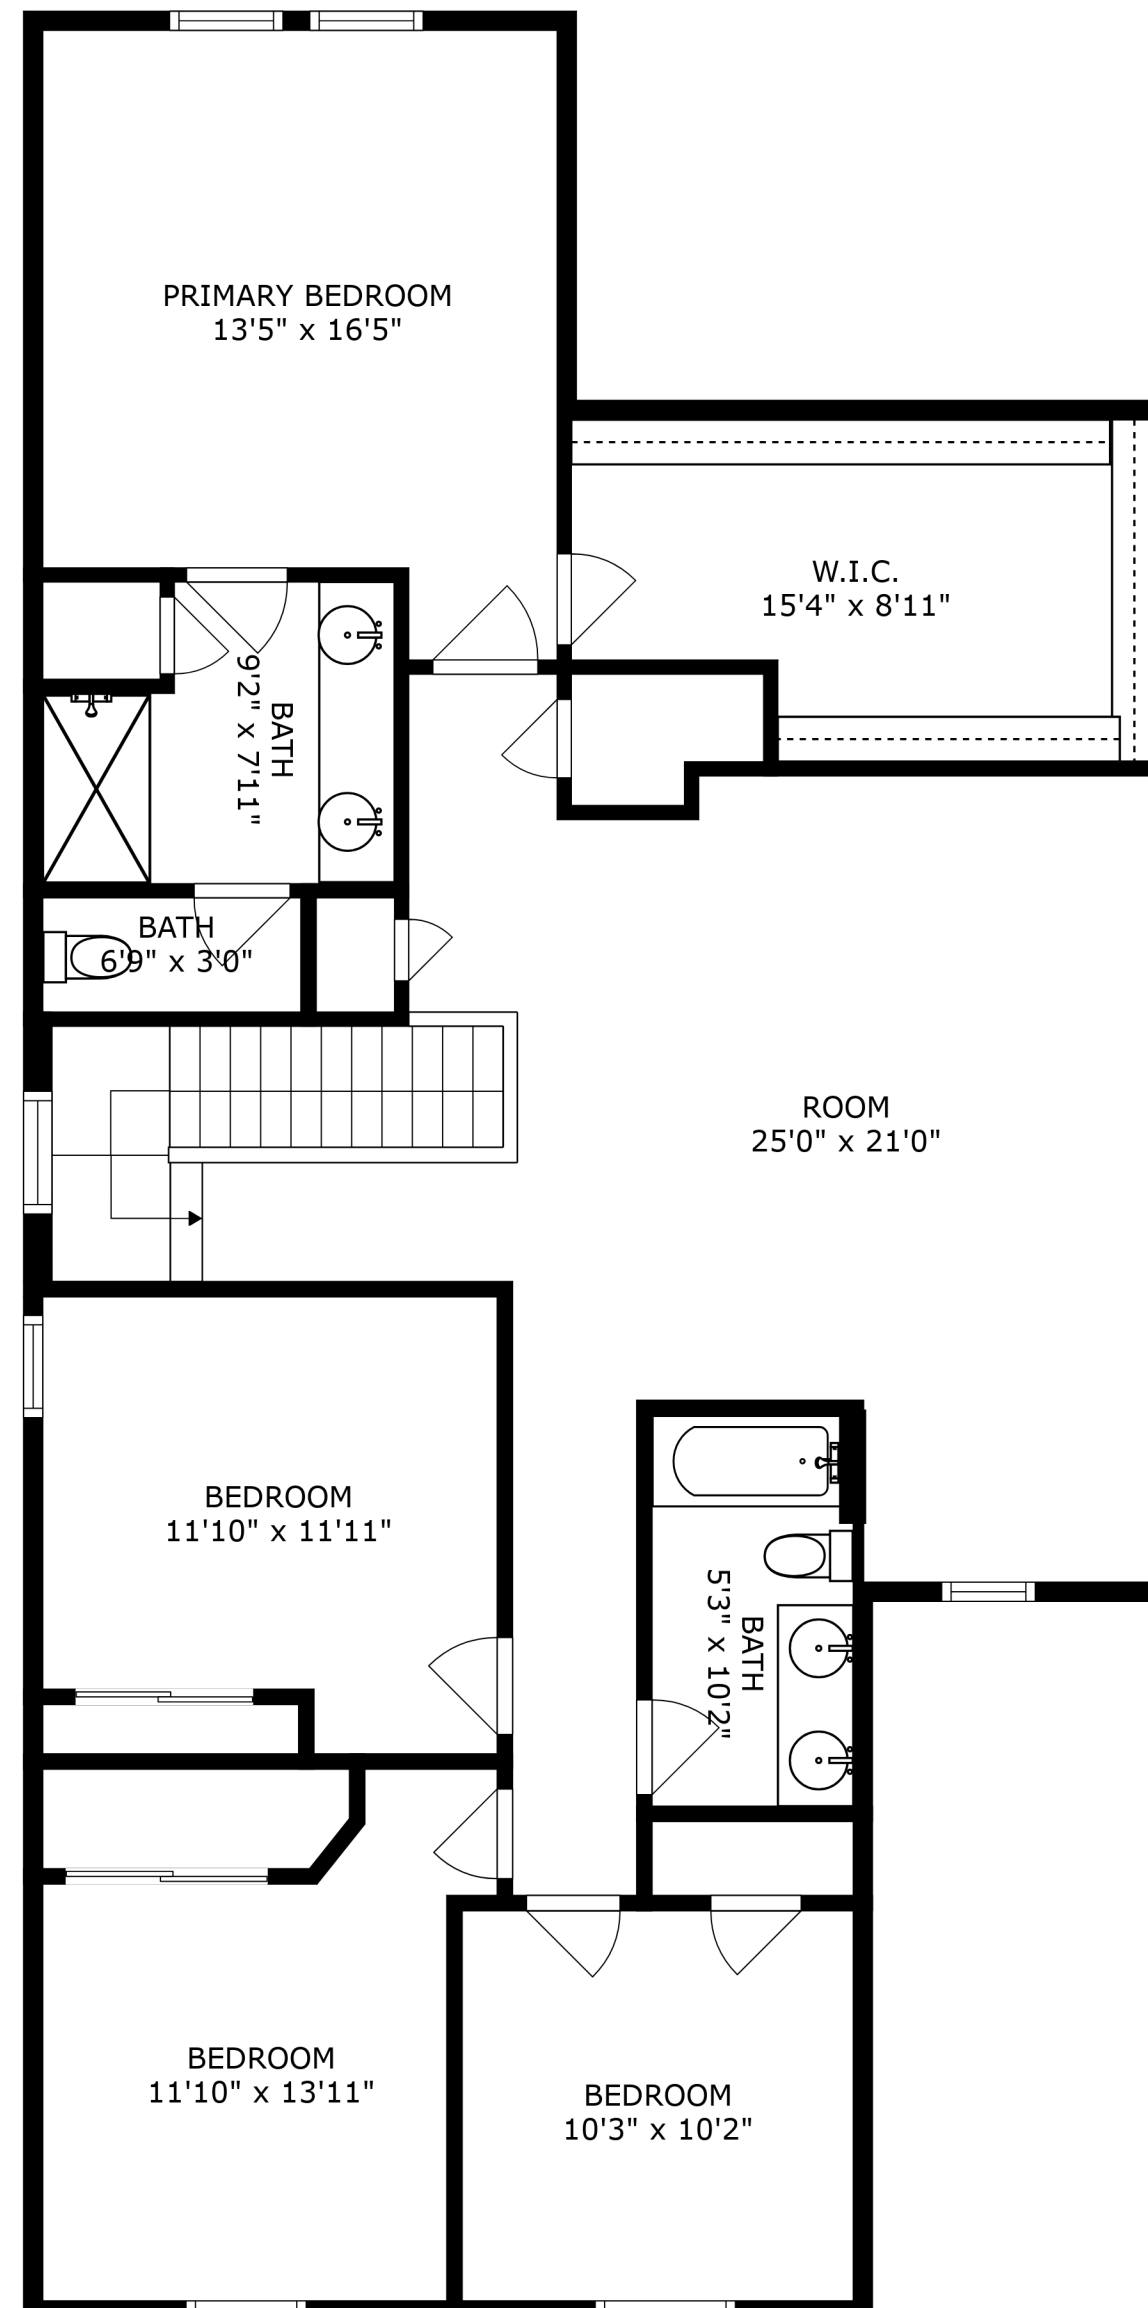 PRIMARY BEDROOM
13'5" x 16'5"
W.I.C.
15'4" x 8'11"
BATH
9'2" x 7'11"
BATH
6'9" x 3'0"
ROOM
25'0" x 21'0"
BEDROOM
11'10" x 11'11"
BATH
5'3" x 10'2"
BEDROOM
11'10" x 13'11"
BEDROOM
10'3" x 10'2"